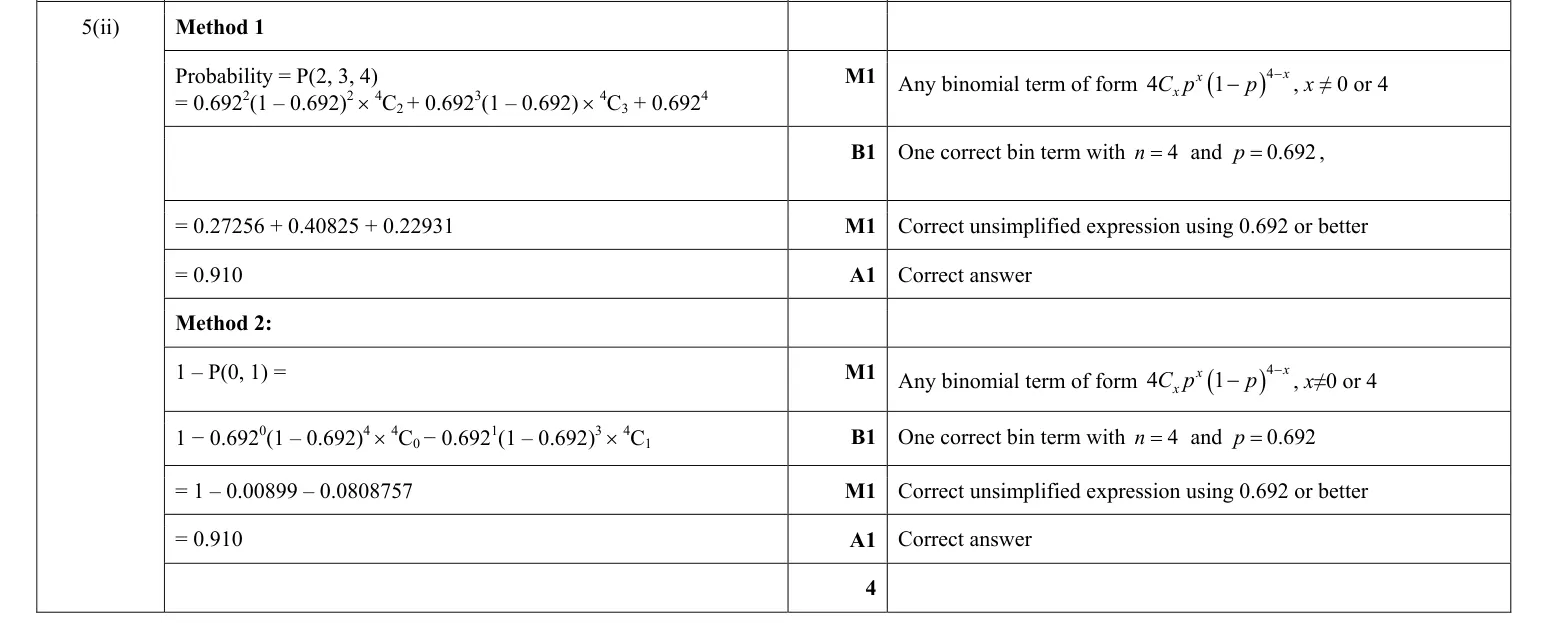 5(ii) Method 1
Probability = P(2, 3, 4) M1 Any binomial term of form 4Cₓ pˣ (1 − p)⁴⁻ˣ , x ≠ 0 or 4
= 0.692²(1 – 0.692)² × ⁴C₂ + 0.692³(1 – 0.692) × ⁴C₃ + 0.692⁴
B1 One correct bin term with n = 4 and p = 0.692 ,
= 0.27256 + 0.40825 + 0.22931 M1 Correct unsimplified expression using 0.692 or better
= 0.910 A1 Correct answer
Method 2:
1 – P(0, 1) = M1 Any binomial term of form 4Cₓ pˣ (1 − p)⁴⁻ˣ , x≠0 or 4
1 − 0.692⁰(1 – 0.692)⁴ × ⁴C₀ − 0.692¹(1 – 0.692)³ × ⁴C₁ B1 One correct bin term with n = 4 and p = 0.692
= 1 – 0.00899 – 0.0808757 M1 Correct unsimplified expression using 0.692 or better
= 0.910 A1 Correct answer
4